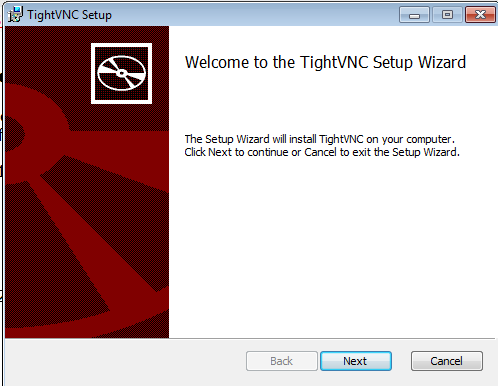 TightVNC Setup
Welcome to the TightVNC Setup Wizard
The Setup Wizard will install TightVNC on your computer.
Click Next to continue or Cancel to exit the Setup Wizard.
Back
Next
Cancel